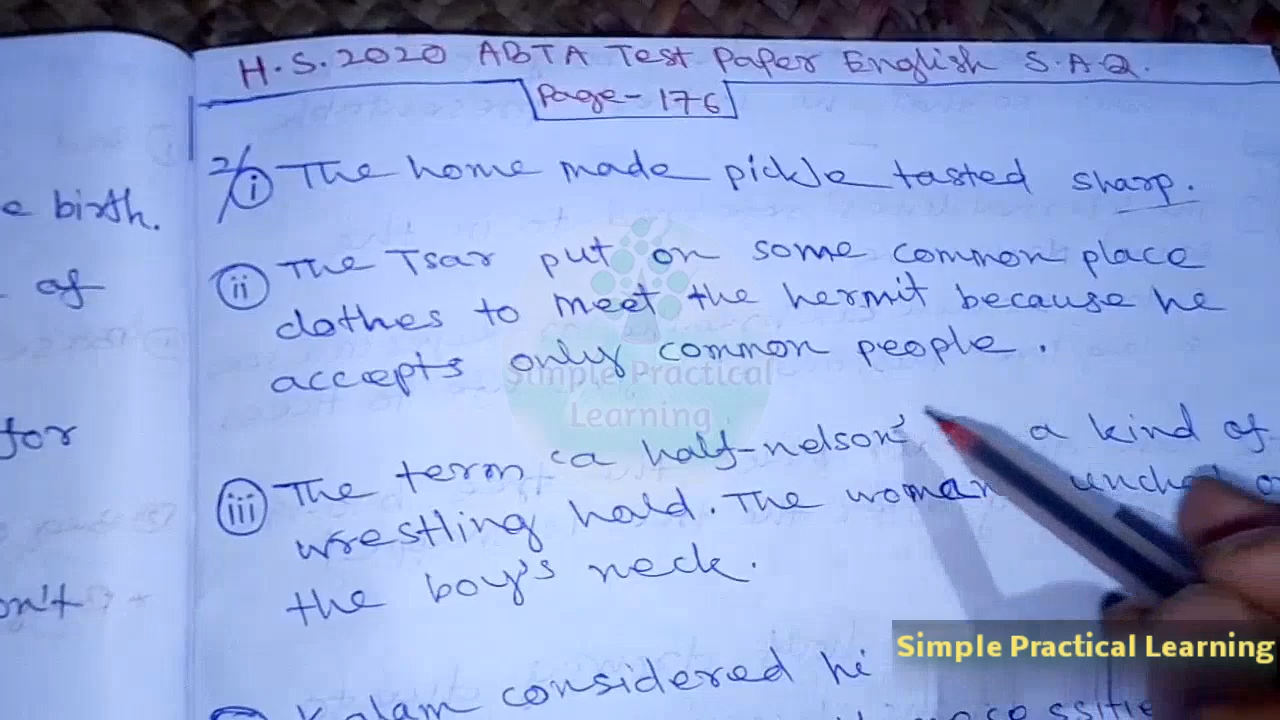 H.S.2020 ABTA Test Paper English S.A.Q.
Page-176
e birth.
of
for
on't
2/ i The home made pickle tasted sharp.
ii The Tsar put on some common place
clothes to meet the hermit because he
accepts only common people.
iii The term 'a half-nelson' a kind of
wrestling hald. The woman
the boy's neck.
Kalam considered hi
Simple Practical
Learning
Simple Practical Learning